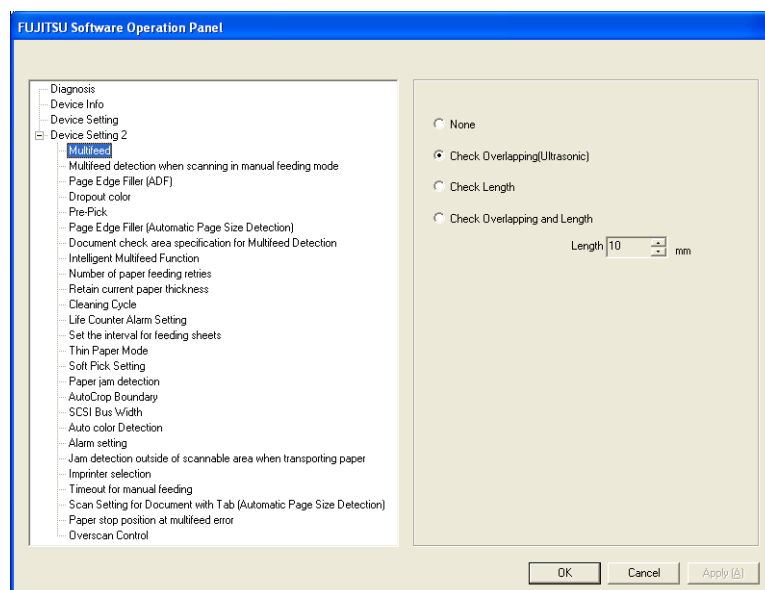 FUJITSU Software Operation Panel
Diagnosis
Device Info
Device Setting
Device Setting 2
Multifeed
Multifeed detection when scanning in manual feeding mode
Page Edge Filler (ADF)
Dropout color
Pre-Pick
Page Edge Filler (Automatic Page Size Detection)
Document check area specification for Multifeed Detection
Intelligent Multifeed Function
Number of paper feeding retries
Retain current paper thickness
Cleaning Cycle
Life Counter Alarm Setting
Set the interval for feeding sheets
Thin Paper Mode
Soft Pick Setting
Paper jam detection
AutoCrop Boundary
SCSI Bus Width
Auto color Detection
Alarm setting
Jam detection outside of scannable area when transporting paper
Imprinter selection
Timeout for manual feeding
Scan Setting for Document with Tab (Automatic Page Size Detection)
Paper stop position at multifeed error
Overscan Control
None
Check Overlapping(Ultrasonic)
Check Length
Check Overlapping and Length
Length 10 mm
OK Cancel Apply (A)